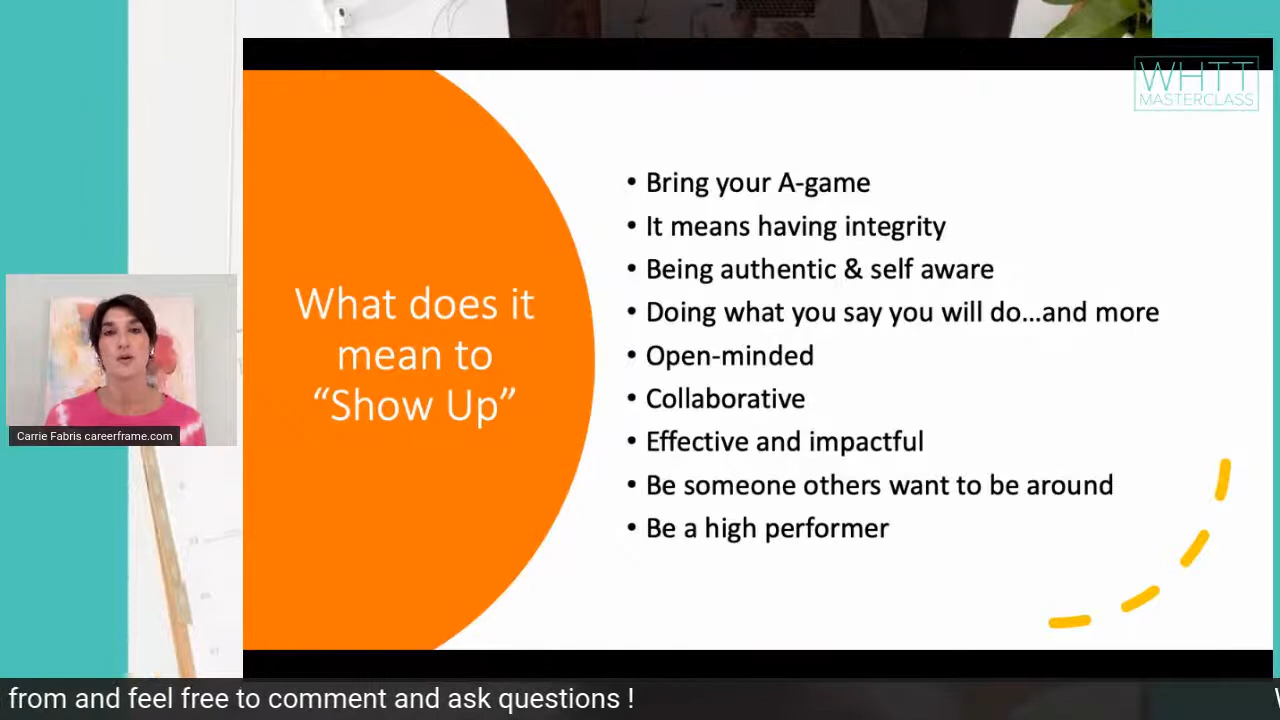 WHTT
MASTERCLASS
What does it
mean to
“Show Up”
• Bring your A-game
• It means having integrity
• Being authentic & self aware
• Doing what you say you will do...and more
• Open-minded
• Collaborative
• Effective and impactful
• Be someone others want to be around
• Be a high performer
Carrie Fabris careerframe.com
from and feel free to comment and ask questions !